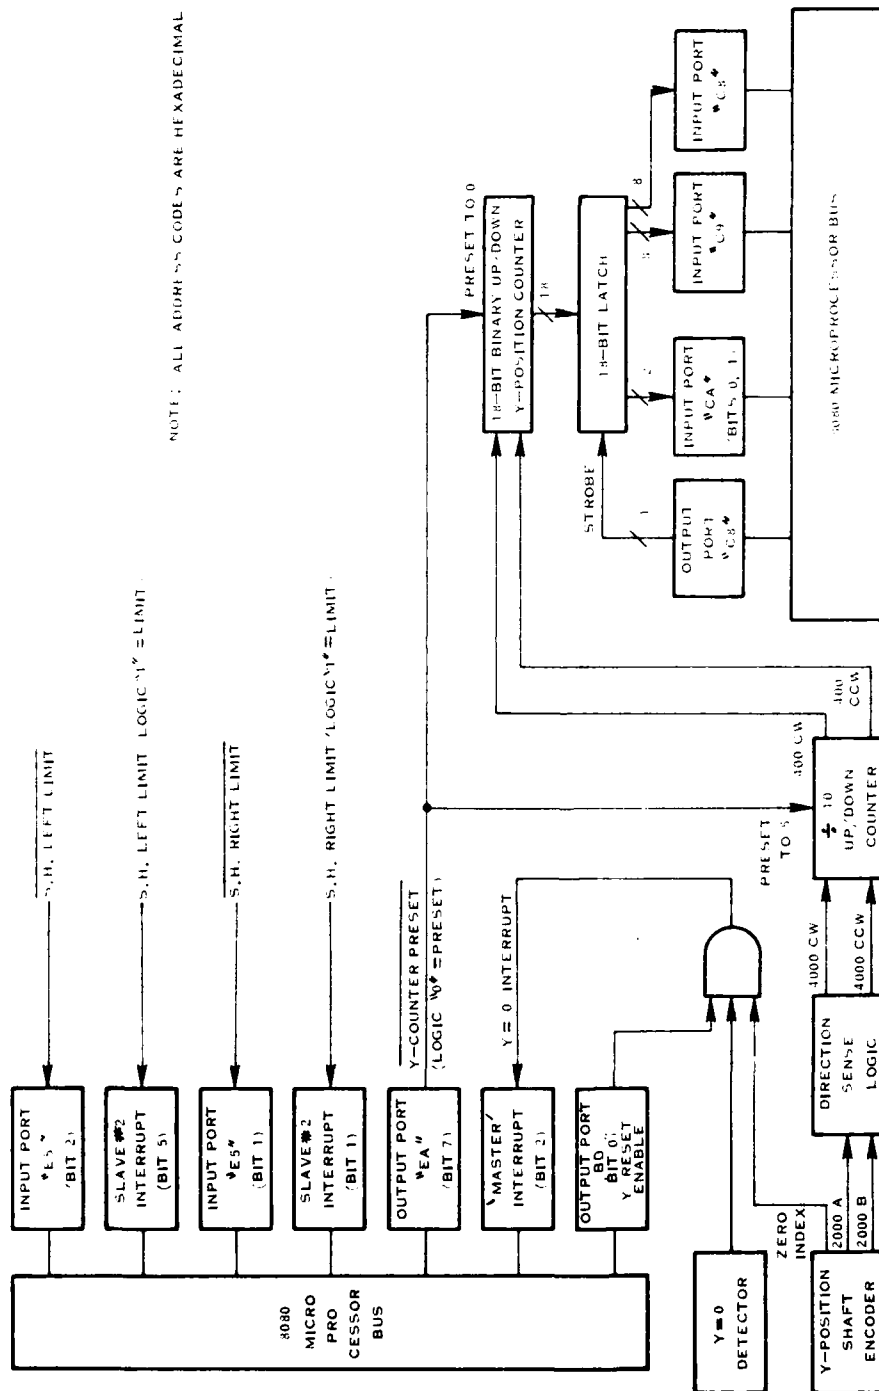 8080
MICRO
PRO
CESSOR
BUS
INPUT PORT
"E5"
(BIT 2)
S.H. LEFT LIMIT
SLAVE #2
INTERRUPT
(BIT 5)
S.H. LEFT LIMIT LOGIC "1" = LIMIT
INPUT PORT
"E5"
(BIT 1)
S.H. RIGHT LIMIT
SLAVE #2
INTERRUPT
(BIT 1)
S.H. RIGHT LIMIT (LOGIC "1" = LIMIT
OUTPUT PORT
"EA"
(BIT 7)
Y-COUNTER PRESET
(LOGIC "0" = PRESET)
"MASTER"
INTERRUPT
(BIT 2)
Y = 0 INTERRUPT
OUTPUT PORT
BD
BIT 0
Y RESET
ENABLE
Y=0
DETECTOR
ZERO
INDEX
Y-POSITION
SHAFT
ENCODER
2000 A
2000 B
DIRECTION
SENSE
LOGIC
4000 CW
4000 CCW
PRESET
TO 5
÷ 10
UP/DOWN
COUNTER
400 CW
400
CCW
NOTE: ALL ADDRESS CODES ARE HEXADECIMAL
PRESET TO 0
18-BIT BINARY UP/DOWN
Y-POSITION COUNTER
18
18-BIT LATCH
STROBE
1
2
8
OUTPUT
PORT
"C8"
INPUT PORT
"CA"
(BITS 0, 1)
INPUT PORT
"C9"
INPUT PORT
"C8"
8080 MICROPROCESSOR BUS